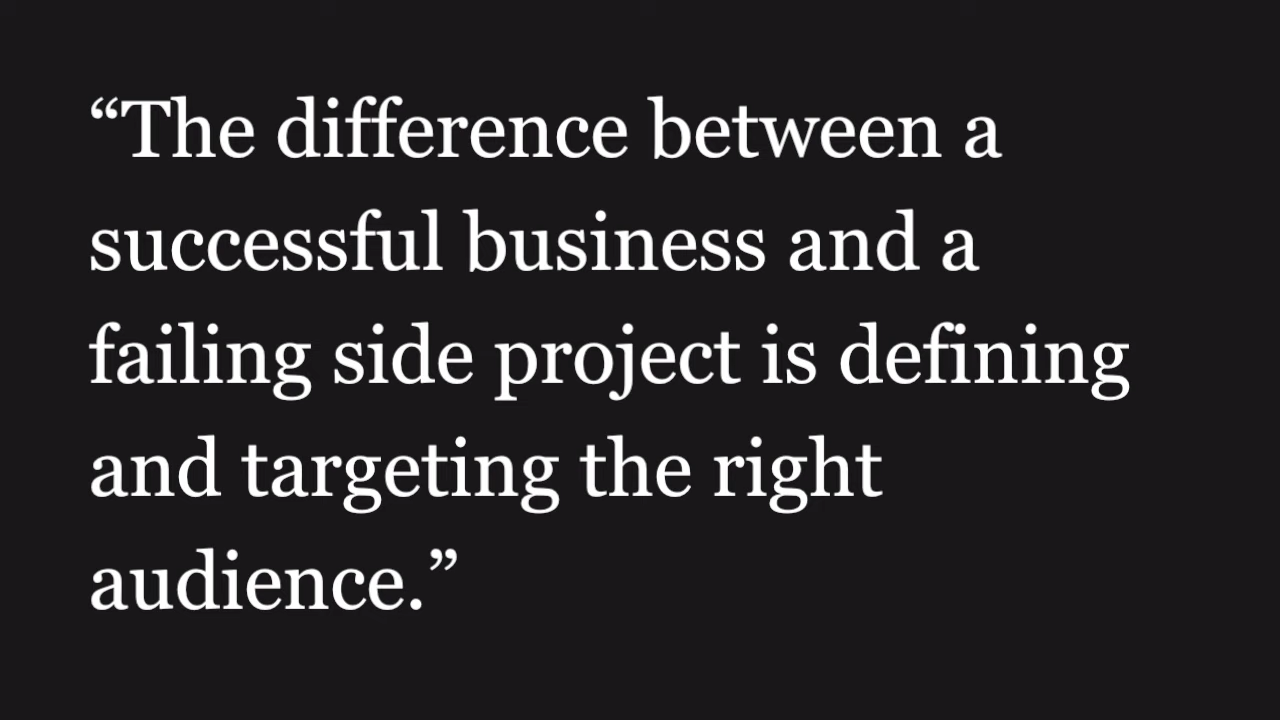 “The difference between a
successful business and a
failing side project is defining
and targeting the right
audience.”